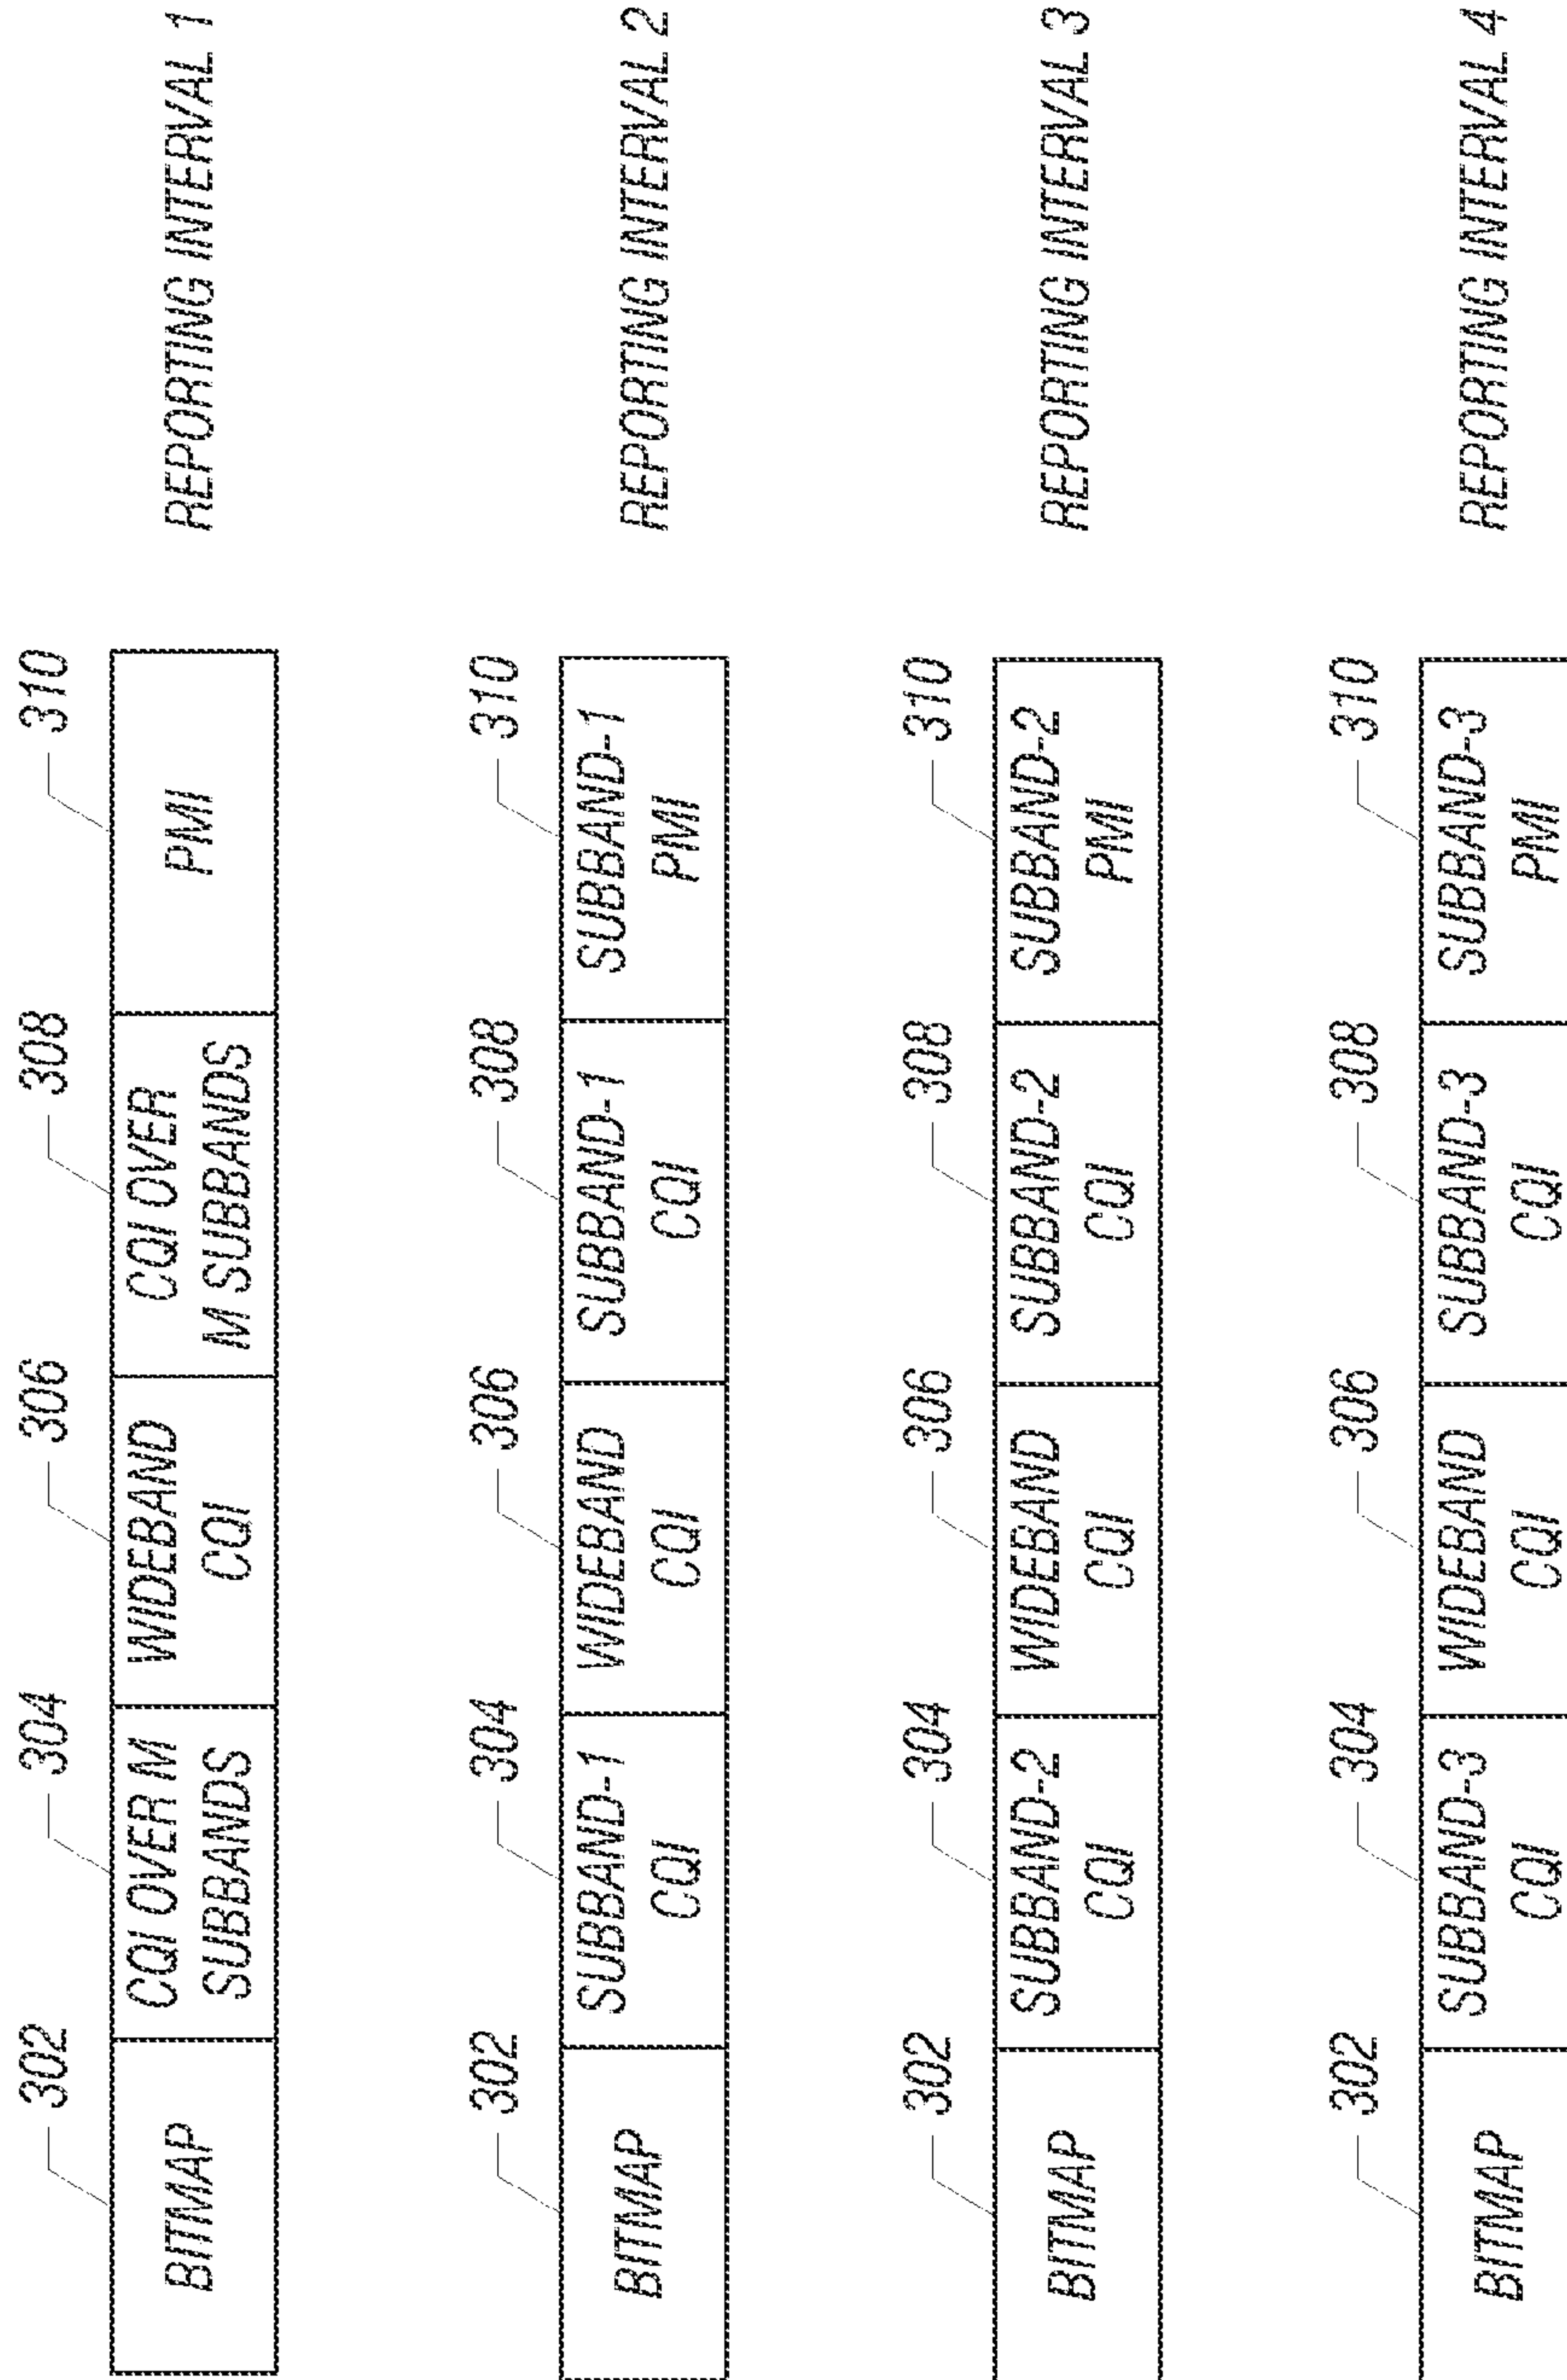 302
304
306
308
310
BITMAP
CQI OVER M
SUBBANDS
WIDEBAND
CQI
CQI OVER
M SUBBANDS
PMI
REPORTING INTERVAL 1
302
304
306
308
310
BITMAP
SUBBAND-1
CQI
WIDEBAND
CQI
SUBBAND-1
CQI
SUBBAND-1
PMI
REPORTING INTERVAL 2
302
304
306
308
310
BITMAP
SUBBAND-2
CQI
WIDEBAND
CQI
SUBBAND-2
CQI
SUBBAND-2
PMI
REPORTING INTERVAL 3
302
304
306
308
310
BITMAP
SUBBAND-3
CQI
WIDEBAND
CQI
SUBBAND-3
CQI
SUBBAND-3
PMI
REPORTING INTERVAL 4